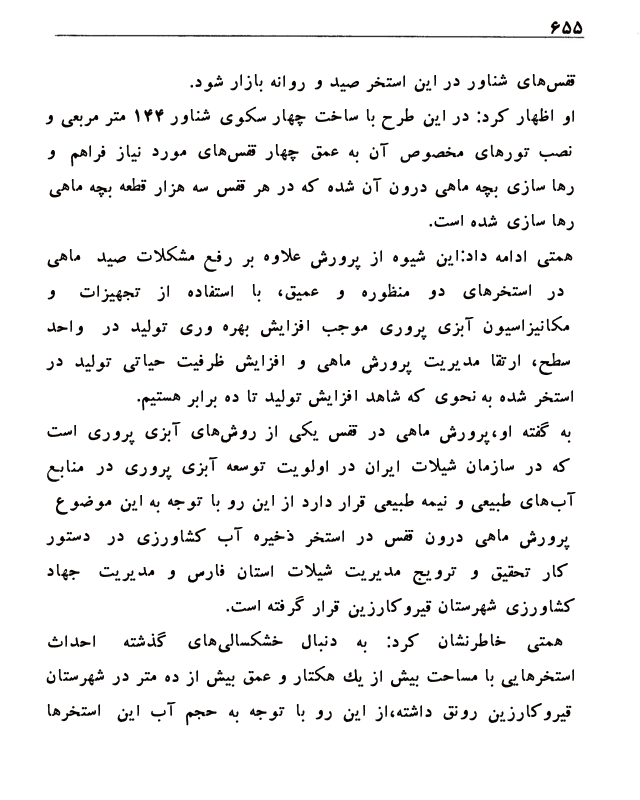 ۶۵۵
قفس‌های شناور در این استخر صید و روانه بازار شود.
او اظهار کرد: در این طرح با ساخت چهار سکوی شناور ۱۴۴ متر مربعی و
نصب تورهای مخصوص آن به عمق چهار قفس‌های مورد نیاز فراهم و
رها سازی بچه ماهی درون آن شده که در هر قفس سه هزار قطعه بچه ماهی
رها سازی شده است.
همتی ادامه داد:این شیوه از پرورش علاوه بر رفع مشکلات صید ماهی
در استخرهای دو منظوره و عمیق، با استفاده از تجهیزات و
مکانیزاسیون آبزی پروری موجب افزایش بهره وری تولید در واحد
سطح، ارتقا مدیریت پرورش ماهی و افزایش ظرفیت حیاتی تولید در
استخر شده به نحوی که شاهد افزایش تولید تا ده برابر هستیم.
به گفته او،پرورش ماهی در قفس یکی از روش‌های آبزی پروری است
که در سازمان شیلات ایران در اولویت توسعه آبزی پروری در منابع
آب‌های طبیعی و نیمه طبیعی قرار دارد از این رو با توجه به این موضوع
پرورش ماهی درون قفس در استخر ذخیره آب کشاورزی در دستور
کار تحقیق و ترویج مدیریت شیلات استان فارس و مدیریت جهاد
کشاورزی شهرستان قیروکارزین قرار گرفته است.
همتی خاطرنشان کرد: به دنبال خشکسالی‌های گذشته احداث
استخرهایی با مساحت بیش از یك هکتار و عمق بیش از ده متر در شهرستان
قیروکارزین رونق داشته،از این رو با توجه به حجم آب این استخرها